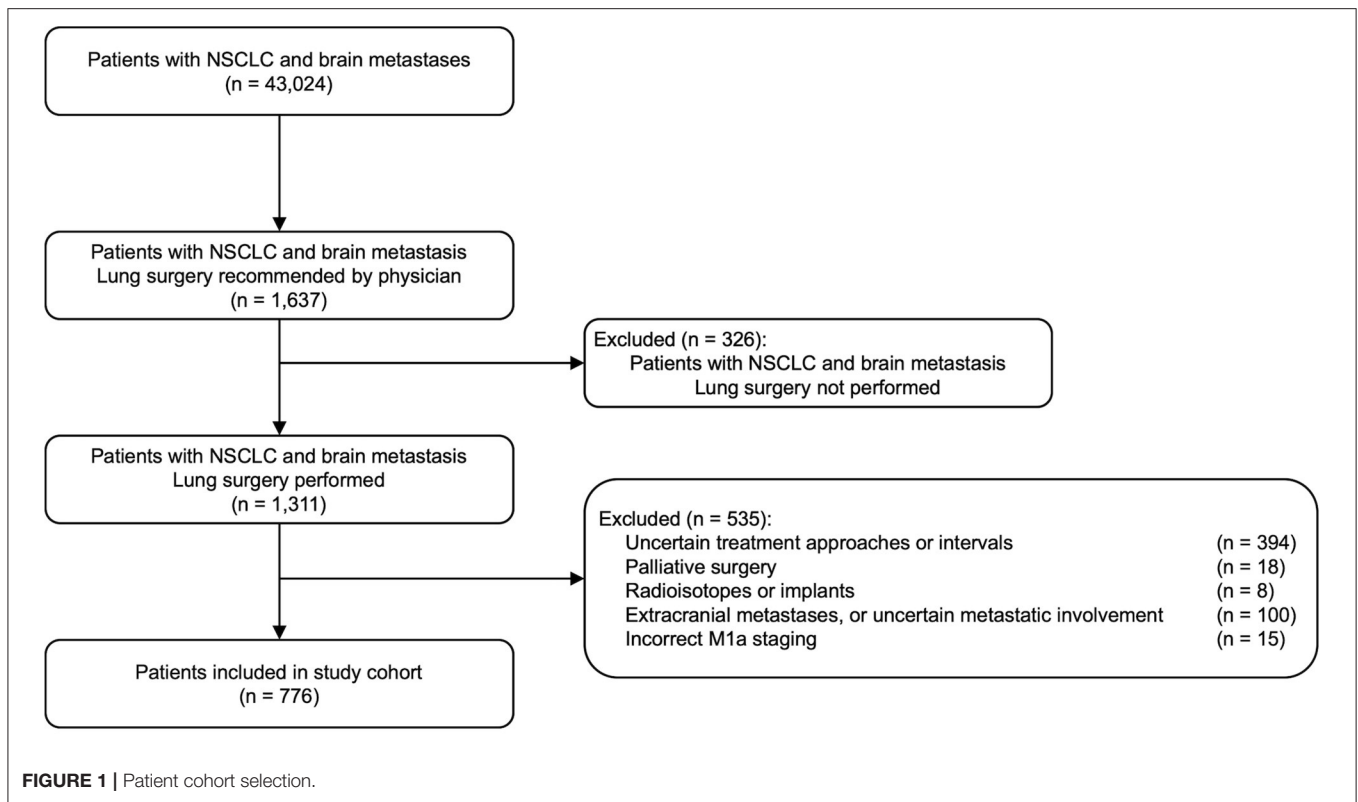 Patients with NSCLC and brain metastases
(n = 43,024)
Patients with NSCLC and brain metastasis
Lung surgery recommended by physician
(n = 1,637)
Excluded (n = 326):
Patients with NSCLC and brain metastasis
Lung surgery not performed
Patients with NSCLC and brain metastasis
Lung surgery performed
(n = 1,311)
Excluded (n = 535):
Uncertain treatment approaches or intervals (n = 394)
Palliative surgery (n = 18)
Radioisotopes or implants (n = 8)
Extracranial metastases, or uncertain metastatic involvement (n = 100)
Incorrect M1a staging (n = 15)
Patients included in study cohort
(n = 776)
FIGURE 1 | Patient cohort selection.